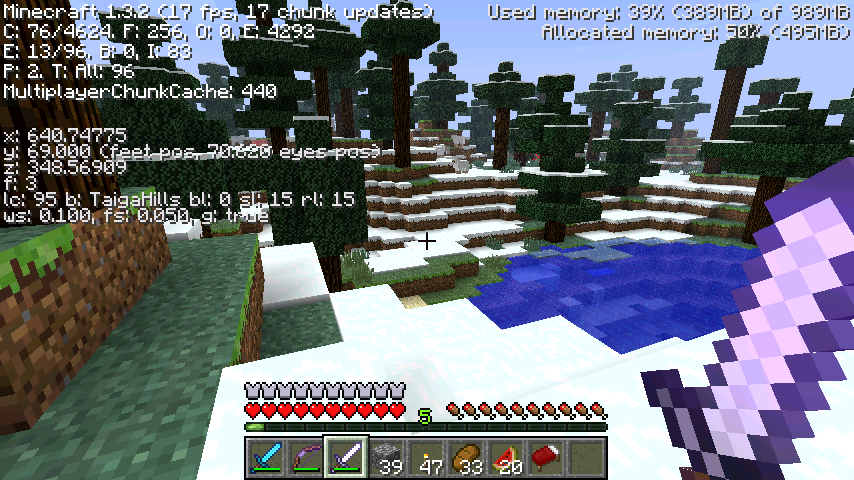 Minecraft 1.3.2 (17 fps, 17 chunk updates)
C: 76/4624, F: 256, O: 0, E: 4292
E: 13/96, B: 0, I: 83
P: 2, T: All: 96
MultiplayerChunkCache: 440
x: 640.74775
y: 69.000 (feet pos, 70.620 eyes pos)
z: 348.56909
f: 3
lc: 95 b: TaigaHills bl: 0 sl: 15 rl: 15
ws: 0.100, fs: 0.050, g: true
Used memory: 39% (389MB) of 989MB
Allocated memory: 50% (495MB)
5
39 47 33 20